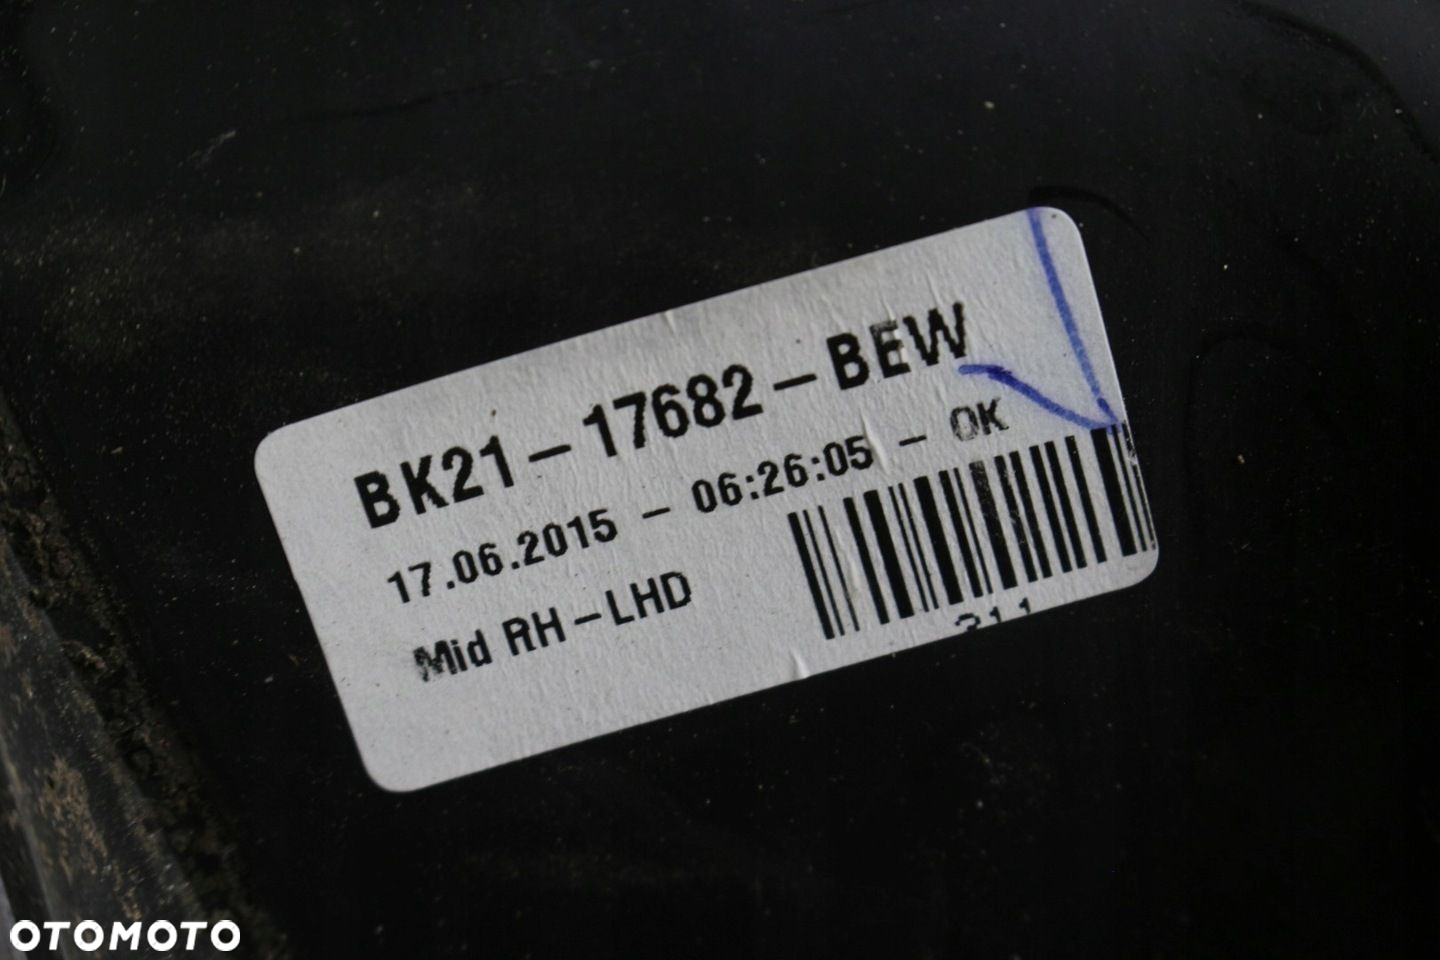 BK21-17682-BEW
17.06.2015 - 06:26:05 - OK
Mid RH-LHD
OTOMOTO